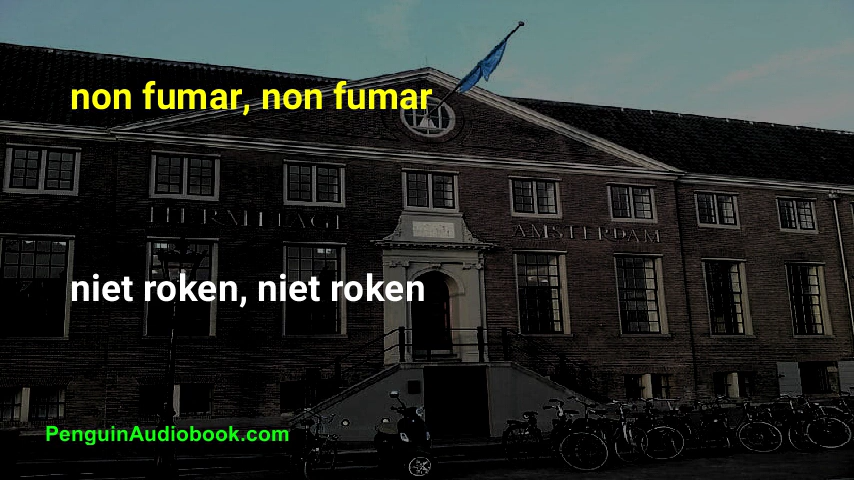 non fumar, non fumar
HERMITAGE AMSTERDAM
niet roken, niet roken
PenguinAudiobook.com